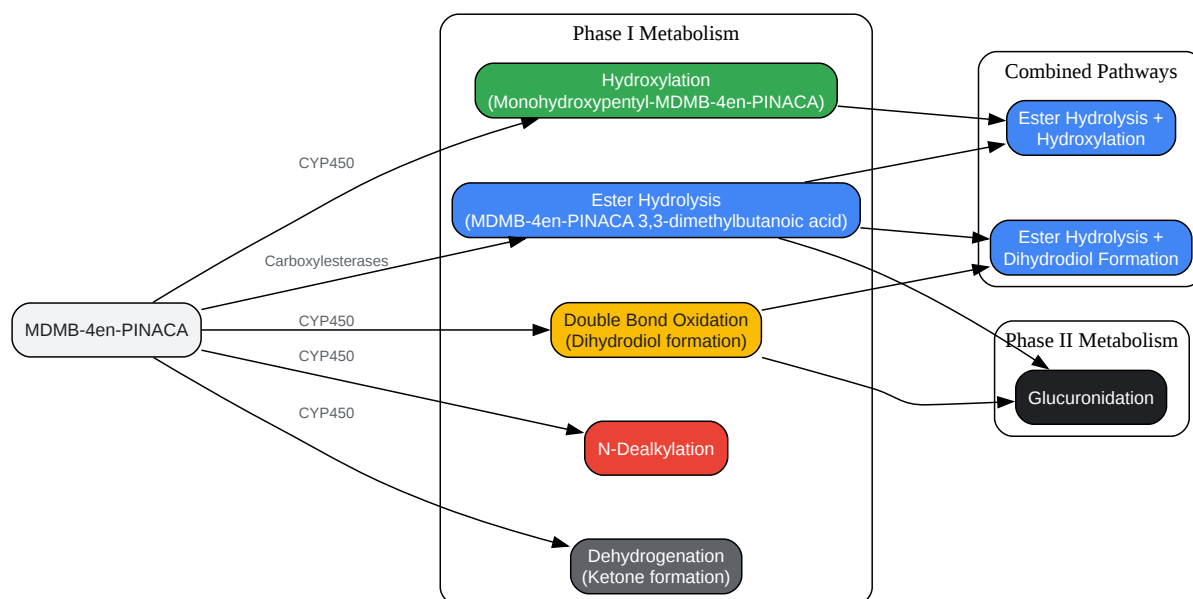 Phase I Metabolism
Hydroxylation
(Monohydroxypentyl-MDMB-4en-PINACA)
Combined Pathways
Ester Hydrolysis +
Hydroxylation
CYP450
Ester Hydrolysis
(MDMB-4en-PINACA 3,3-dimethylbutanoic acid)
Ester Hydrolysis +
Dihydrodiol Formation
Carboxylesterases
MDMB-4en-PINACA
CYP450
Double Bond Oxidation
(Dihydrodiol formation)
Phase II Metabolism
CYP450
Glucuronidation
CYP450
N-Dealkylation
Dehydrogenation
(Ketone formation)